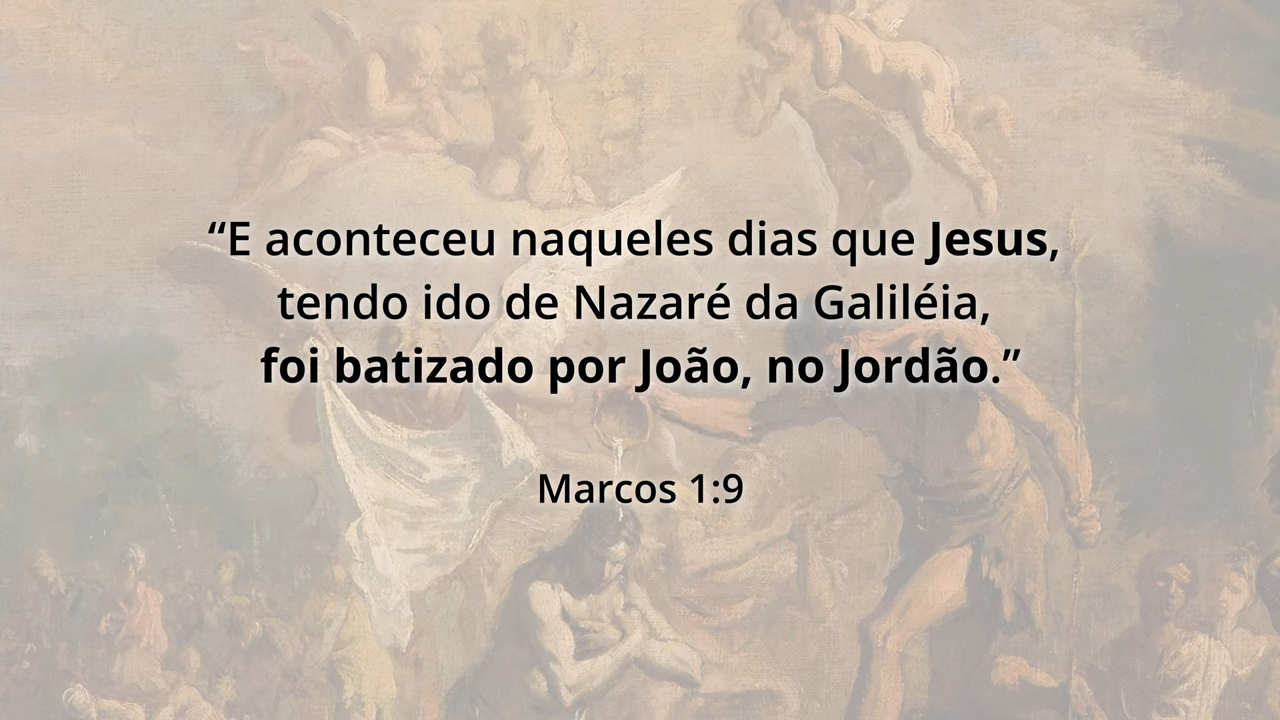 “E aconteceu naqueles dias que Jesus,
tendo ido de Nazaré da Galiléia,
foi batizado por João, no Jordão.”
Marcos 1:9